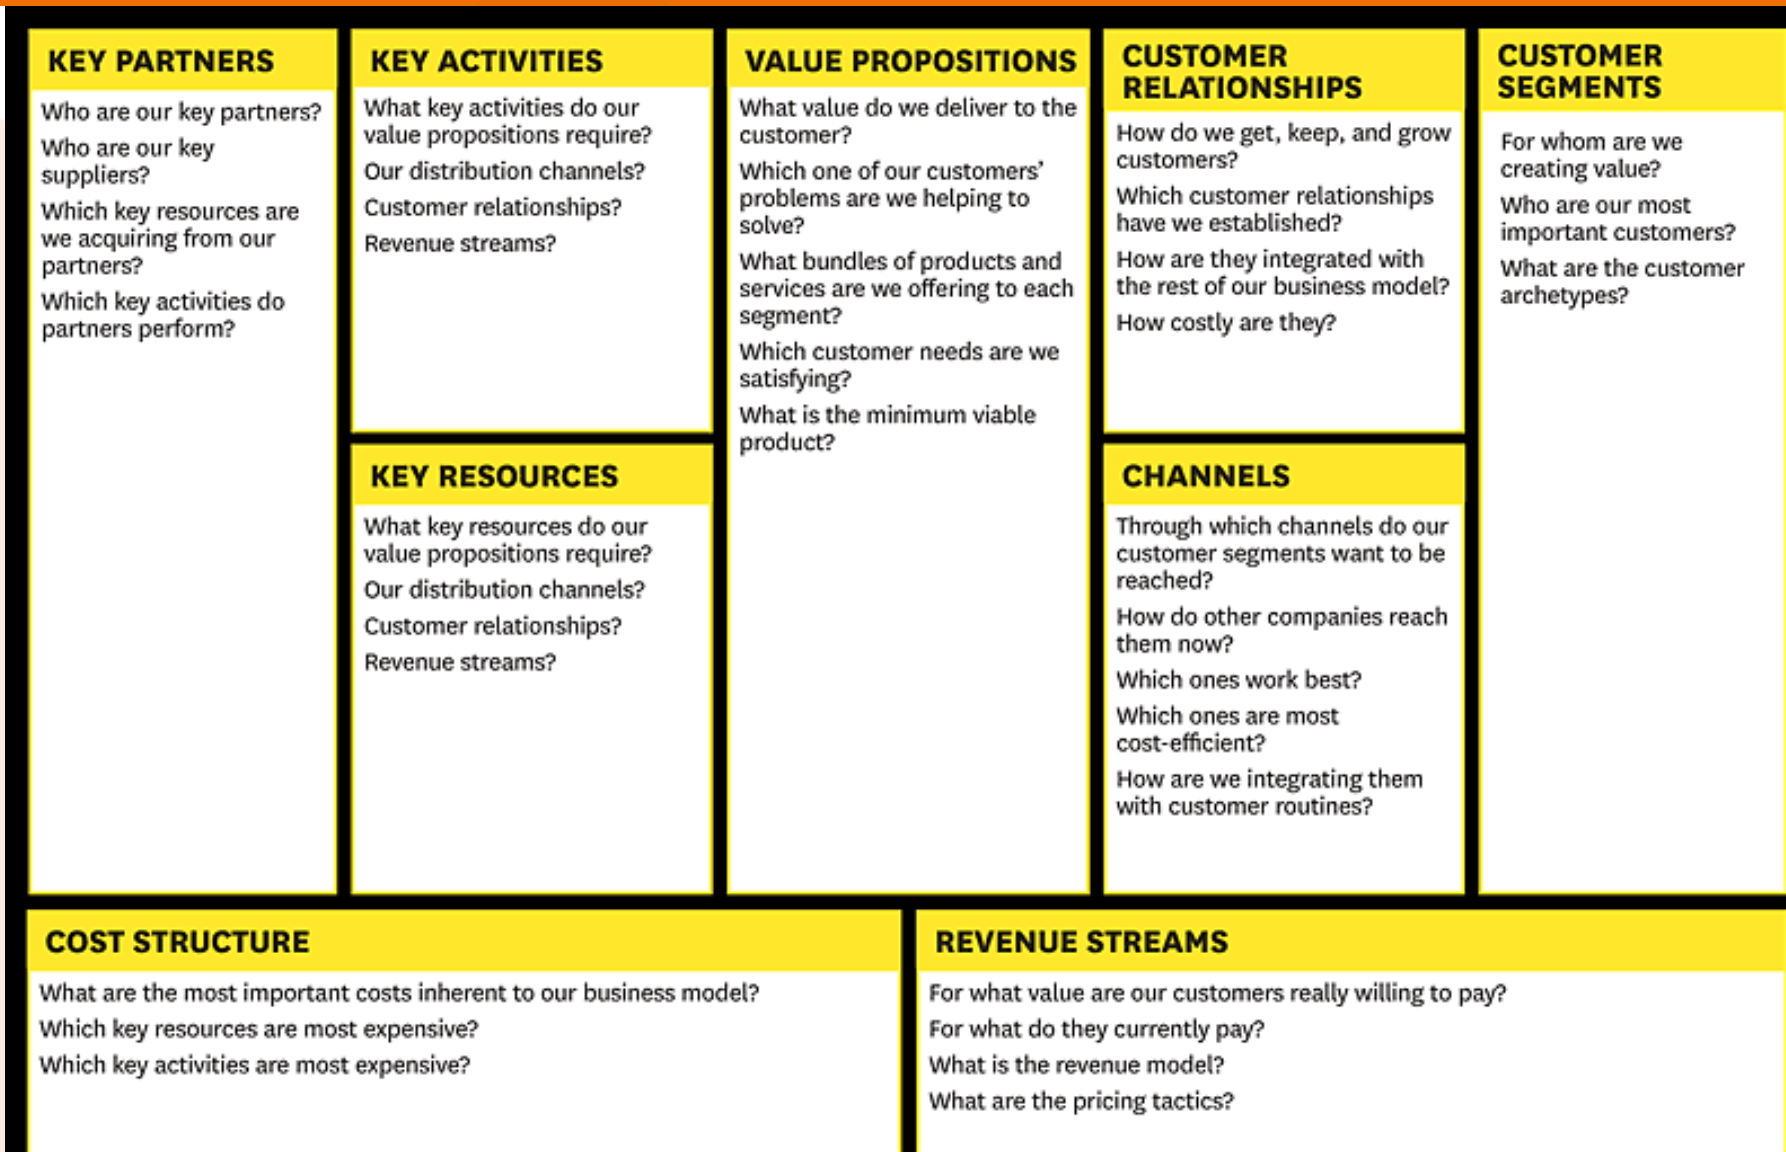 KEY PARTNERS
Who are our key partners?
Who are our key
suppliers?
Which key resources are
we acquiring from our
partners?
Which key activities do
partners perform?
KEY ACTIVITIES
What key activities do our
value propositions require?
Our distribution channels?
Customer relationships?
Revenue streams?
KEY RESOURCES
What key resources do our
value propositions require?
Our distribution channels?
Customer relationships?
Revenue streams?
VALUE PROPOSITIONS
What value do we deliver to the
customer?
Which one of our customers’
problems are we helping to
solve?
What bundles of products and
services are we offering to each
segment?
Which customer needs are we
satisfying?
What is the minimum viable
product?
CUSTOMER
RELATIONSHIPS
How do we get, keep, and grow
customers?
Which customer relationships
have we established?
How are they integrated with
the rest of our business model?
How costly are they?
CHANNELS
Through which channels do our
customer segments want to be
reached?
How do other companies reach
them now?
Which ones work best?
Which ones are most
cost-efficient?
How are we integrating them
with customer routines?
CUSTOMER
SEGMENTS
For whom are we
creating value?
Who are our most
important customers?
What are the customer
archetypes?
COST STRUCTURE
What are the most important costs inherent to our business model?
Which key resources are most expensive?
Which key activities are most expensive?
REVENUE STREAMS
For what value are our customers really willing to pay?
For what do they currently pay?
What is the revenue model?
What are the pricing tactics?